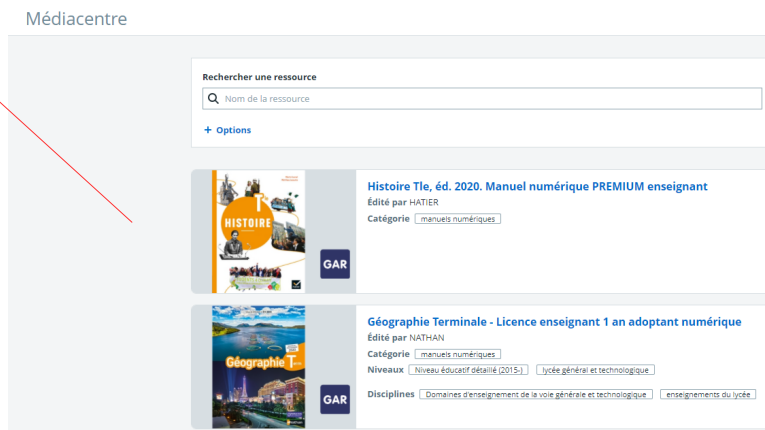 Médiacentre
Rechercher une ressource
Nom de la ressource
+ Options
HISTOIRE
GAR
Histoire Tle, éd. 2020. Manuel numérique PREMIUM enseignant
Édité par HATIER
Catégorie manuels numériques
Géographie T
GAR
Géographie Terminale - Licence enseignant 1 an adoptant numérique
Édité par NATHAN
Catégorie manuels numériques
Niveaux Niveau éducatif détaillé (2015-) lycée général et technologique
Disciplines Domaines d'enseignement de la voie générale et technologique enseignements du lycée